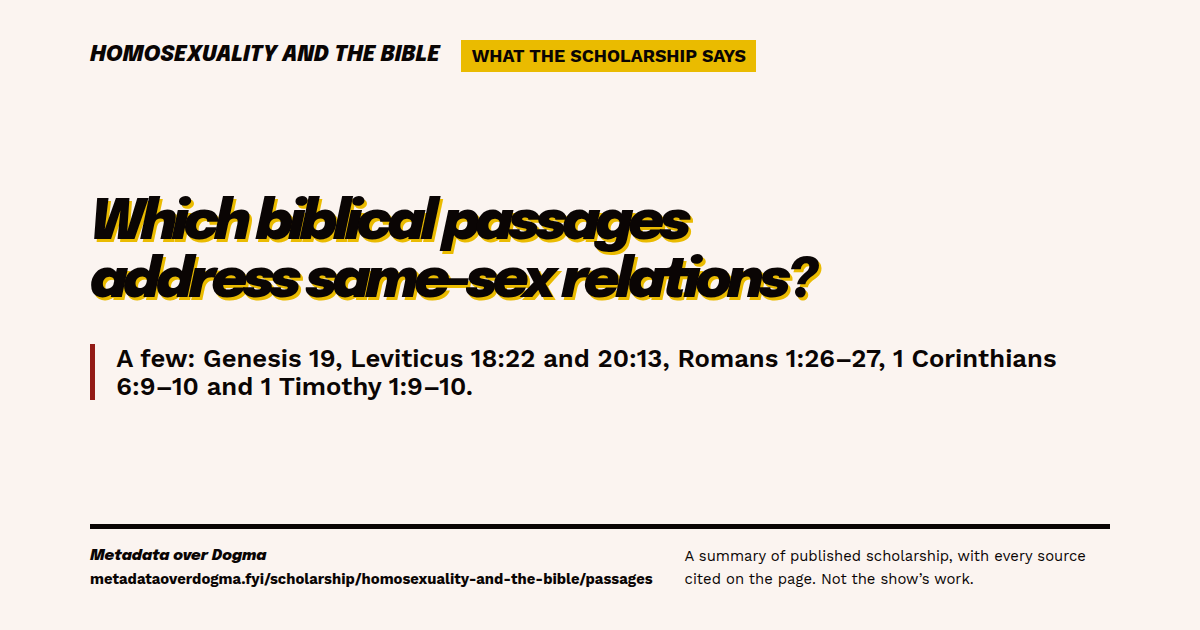 HOMOSEXUALITY AND THE BIBLE
WHAT THE SCHOLARSHIP SAYS
Which biblical passages
address same-sex relations?
A few: Genesis 19, Leviticus 18:22 and 20:13, Romans 1:26–27, 1 Corinthians
6:9–10 and 1 Timothy 1:9–10.
Metadata over Dogma
metadataoverdogma.fyi/scholarship/homosexuality-and-the-bible/passages
A summary of published scholarship, with every source
cited on the page. Not the show’s work.